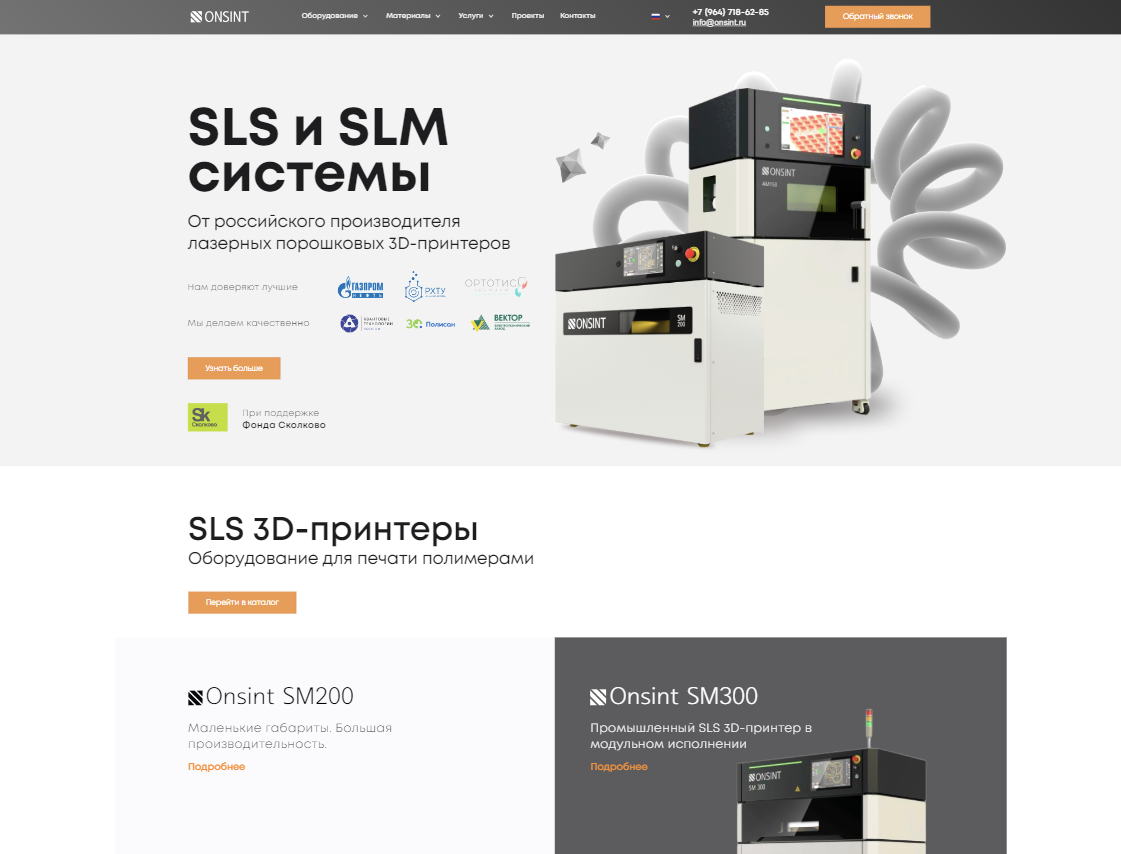 ONSINT
Оборудование
Материалы
Услуги
Проекты
Контакты
+7 (964) 718-62-85
info@onsint.ru
Обратный звонок
SLS и SLM
системы
От российского производителя
лазерных порошковых 3D-принтеров
Нам доверяют лучшие
ГАЗПРОМ
НЕФТЬ
РХТУ
ОРТОТИС
Мы делаем качественно
КВАНТОВЫЕ
ТЕХНОЛОГИИ
Полисан
ВЕКТОР
Узнать больше
Sk
Сколково
При поддержке
Фонда Сколково
ONSINT
AM150
ONSINT
SM
200
SLS 3D-принтеры
Оборудование для печати полимерами
Перейти в каталог
Onsint SM200
Маленькие габариты. Большая
производительность.
Подробнее
Onsint SM300
Промышленный SLS 3D-принтер в
модульном исполнении
Подробнее
ONSINT
SM 300